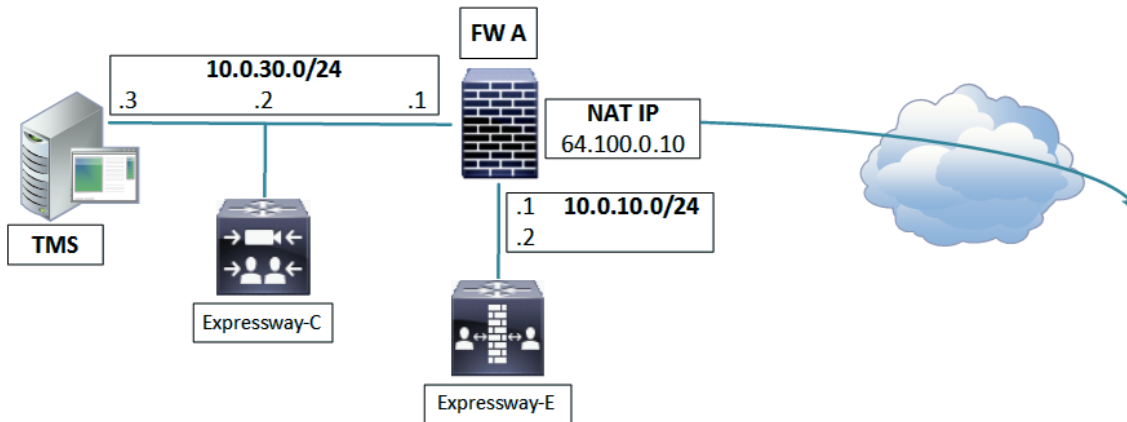 FW A
10.0.30.0/24
.3 .2 .1
NAT IP
64.100.0.10
TMS
.1 10.0.10.0/24
.2
Expressway-C
Expressway-E